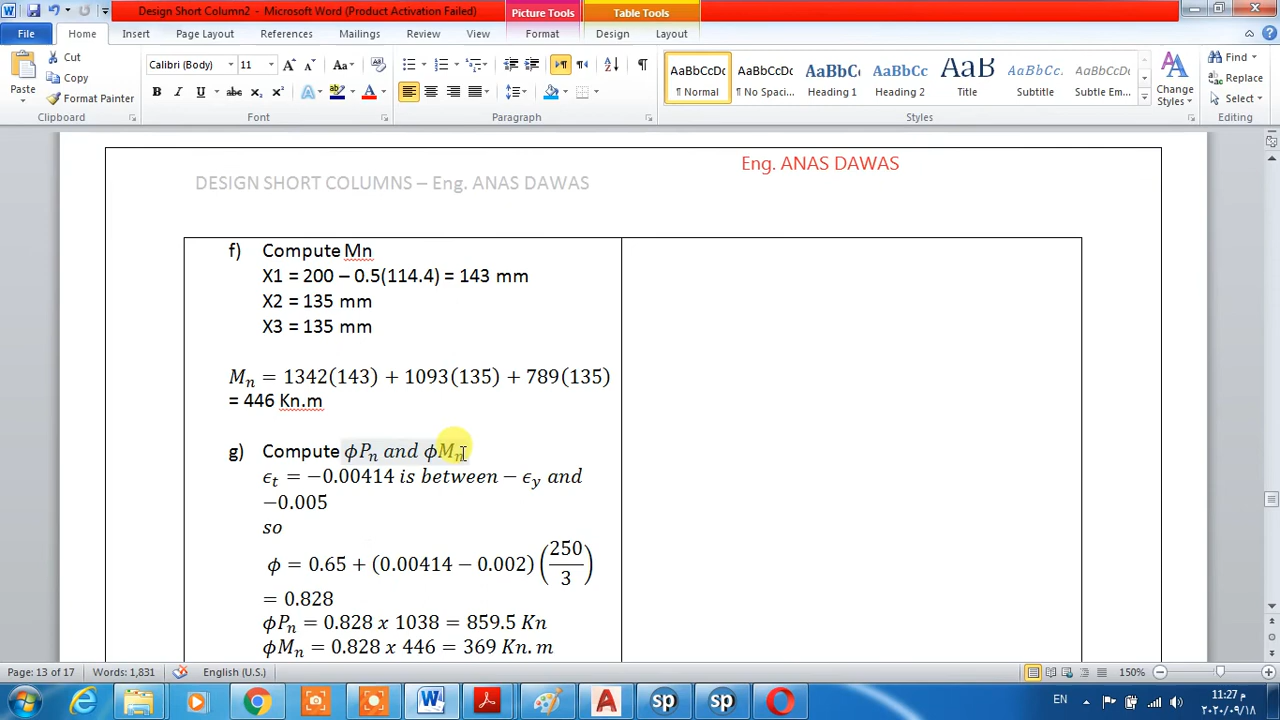 Design Short Column2 - Microsoft Word (Product Activation Failed)
Picture Tools
Table Tools
File Home Insert Page Layout References Mailings Review View Format Design Layout
Paste
Cut
Copy
Format Painter
Clipboard
Calibri (Body) 11
Font
Paragraph
AaBbCcDc AaBbCcDc AaBbCc AaBbCc AaB AaBbCc. AaBbCcDc
¶ Normal ¶ No Spaci... Heading 1 Heading 2 Title Subtitle Subtle Em...
Change Styles
Styles
Find
Replace
Select
Editing
Eng. ANAS DAWAS
DESIGN SHORT COLUMNS – Eng. ANAS DAWAS
f) Compute Mn
X1 = 200 – 0.5(114.4) = 143 mm
X2 = 135 mm
X3 = 135 mm
Mn = 1342(143) + 1093(135) + 789(135)
= 446 Kn.m
g) Compute ϕPn and ϕMn
ϵt = −0.00414 is between − ϵy and
−0.005
so
ϕ = 0.65 + (0.00414 − 0.002) (250/3)
= 0.828
ϕPn = 0.828 x 1038 = 859.5 Kn
ϕMn = 0.828 x 446 = 369 Kn.m
Page: 13 of 17 Words: 1,831 English (U.S.) 150%
EN
م 11:27
٢٠٢٠/٠٩/١٨